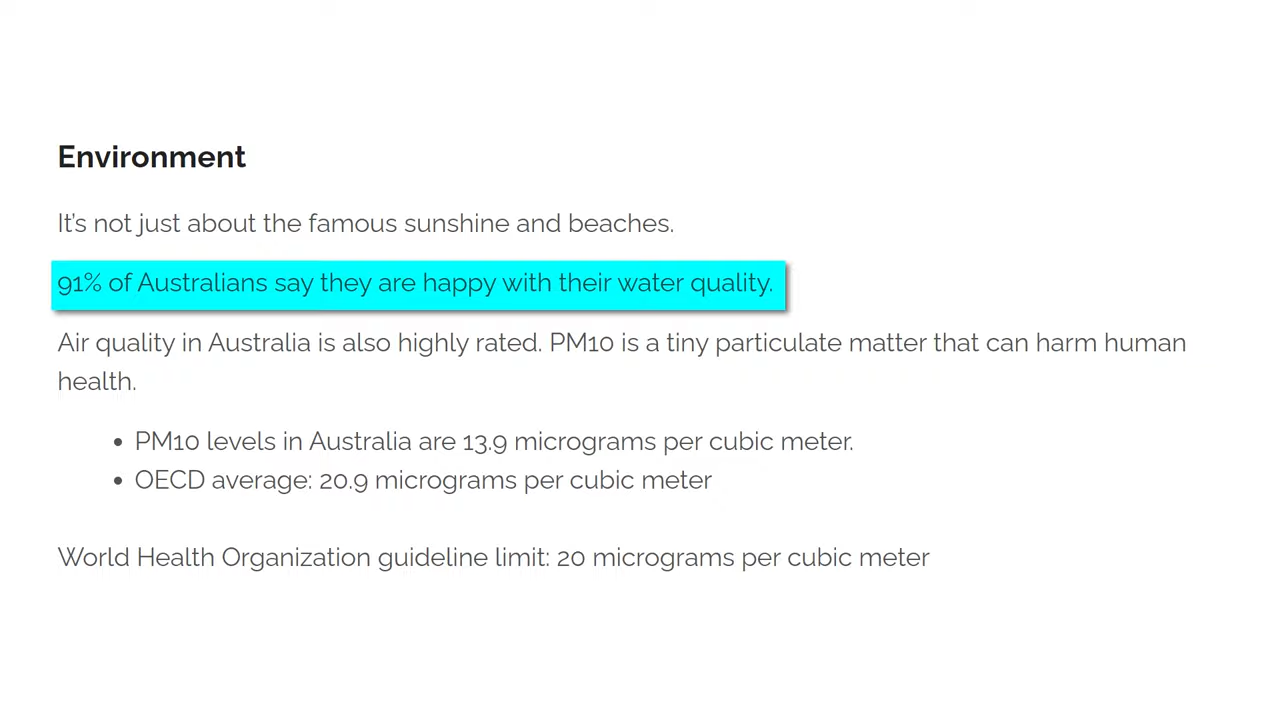 Environment
It's not just about the famous sunshine and beaches.
91% of Australians say they are happy with their water quality.
Air quality in Australia is also highly rated. PM10 is a tiny particulate matter that can harm human
health.
• PM10 levels in Australia are 13.9 micrograms per cubic meter.
• OECD average: 20.9 micrograms per cubic meter
World Health Organization guideline limit: 20 micrograms per cubic meter